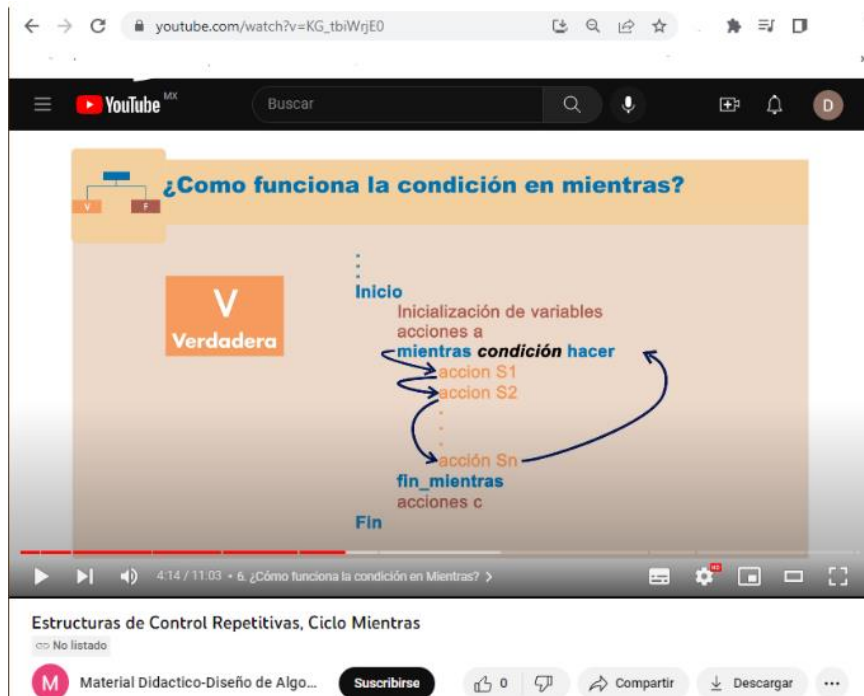 youtube.com/watch?v=KG_tbiWrjE0
YouTube MX
Buscar
D
¿Como funciona la condición en mientras?
V F
V
Verdadera
Inicio
Inicialización de variables
acciones a
mientras condición hacer
accion S1
accion S2
.
.
.
acción Sn
fin_mientras
acciones c
Fin
4:14 / 11:03 • 6. ¿Cómo funciona la condición en Mientras? >
HD
Estructuras de Control Repetitivas, Ciclo Mientras
No listado
M Material Didactico-Diseño de Algo... Suscribirse 0 Compartir Descargar ...